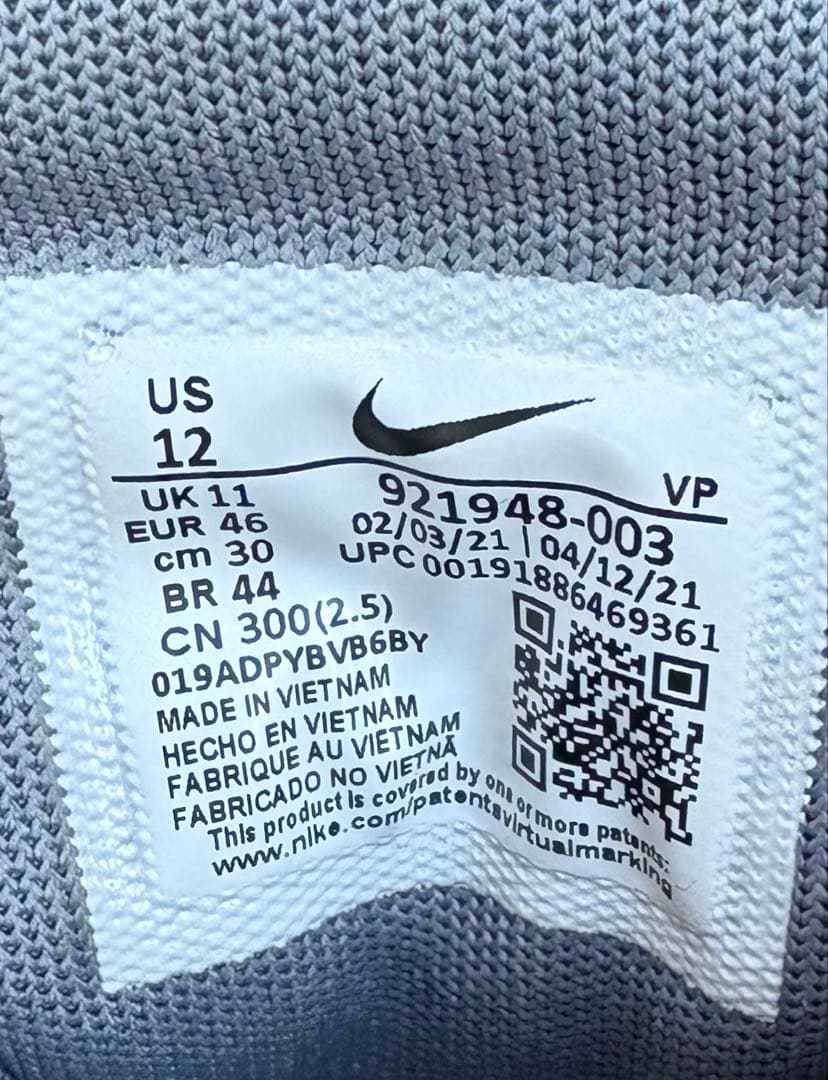 US
12
VP
UK 11
EUR 46
cm 30
BR 44
CN 300(2.5)
921948-003
02/03/21 | 04/12/21
UPC 00191886469361
019ADPYBVB6BY
MADE IN VIETNAM
HECHO EN VIETNAM
FABRIQUE AU VIETNAM
FABRICADO NO VIETNÃ
This product is covered by one or more patents:
www.nike.com/patentsvirtualmarking